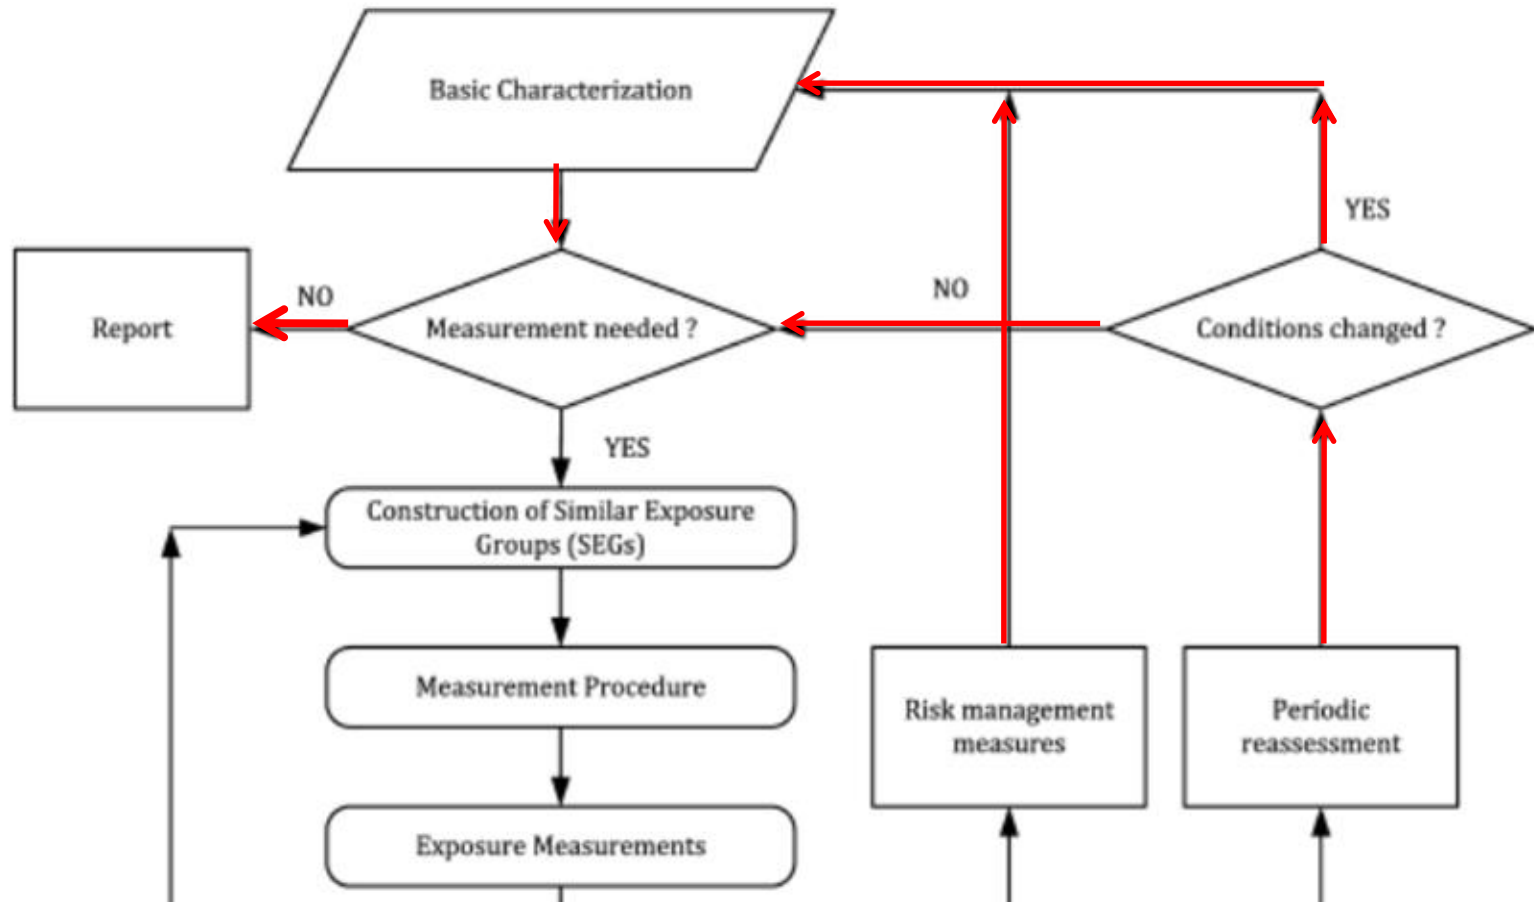 Basic Characterization
YES
NO
NO
Report
Measurement needed ?
Conditions changed ?
YES
Construction of Similar Exposure
Groups (SEGs)
Measurement Procedure
Risk management
measures
Periodic
reassessment
Exposure Measurements